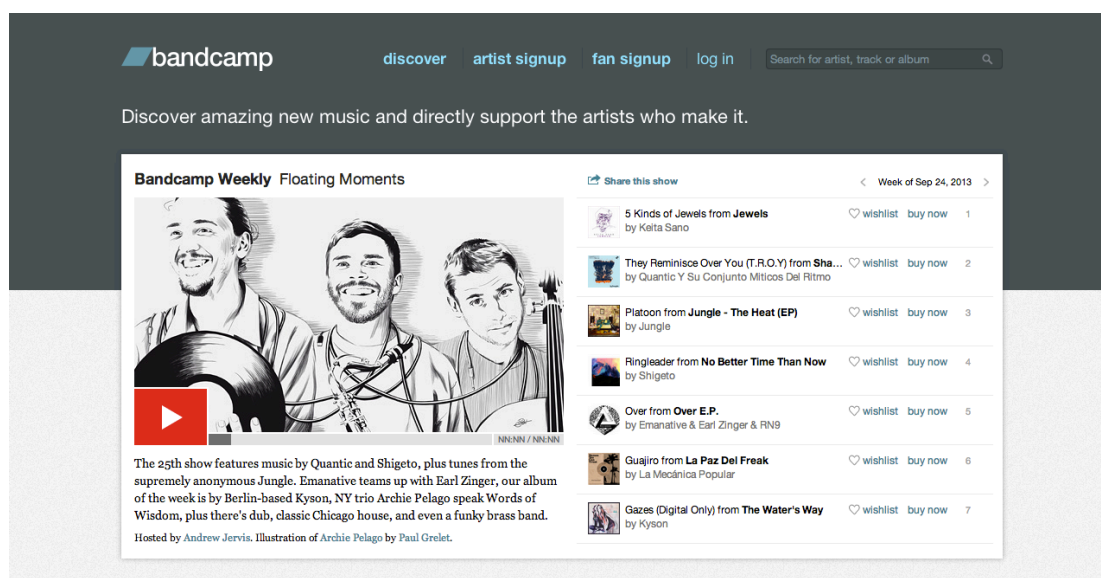 bandcamp
discover
artist signup
fan signup
log in
Search for artist, track or album
Discover amazing new music and directly support the artists who make it.
Bandcamp Weekly Floating Moments
NN:NN / NN:NN
The 25th show features music by Quantic and Shigeto, plus tunes from the
supremely anonymous Jungle. Emanative teams up with Earl Zinger, our album
of the week is by Berlin-based Kyson, NY trio Archie Pelago speak Words of
Wisdom, plus there's dub, classic Chicago house, and even a funky brass band.
Hosted by Andrew Jervis. Illustration of Archie Pelago by Paul Grelet.
Share this show
Week of Sep 24, 2013
5 Kinds of Jewels from Jewels
by Keita Sano
wishlist buy now 1
They Reminisce Over You (T.R.O.Y) from Sha...
by Quantic Y Su Conjunto Miticos Del Ritmo
wishlist buy now 2
Platoon from Jungle - The Heat (EP)
by Jungle
wishlist buy now 3
Ringleader from No Better Time Than Now
by Shigeto
wishlist buy now 4
Over from Over E.P.
by Emanative & Earl Zinger & RN9
wishlist buy now 5
Guajiro from La Paz Del Freak
by La Mecánica Popular
wishlist buy now 6
Gazes (Digital Only) from The Water's Way
by Kyson
wishlist buy now 7